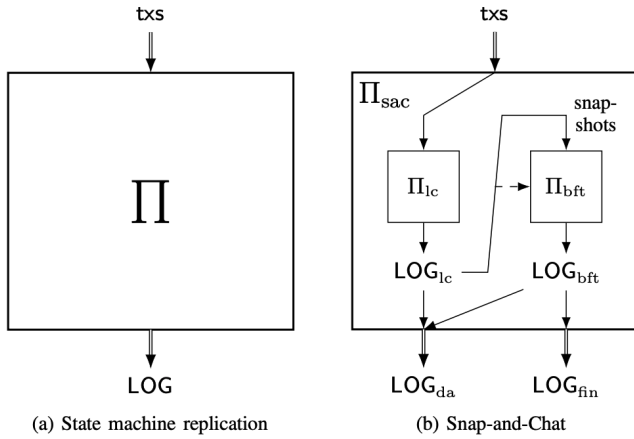 txs
Π
LOG
(a) State machine replication
txs
Π_sac
snap-
shots
Π_lc
Π_bft
LOG_lc
LOG_bft
LOG_da
LOG_fin
(b) Snap-and-Chat